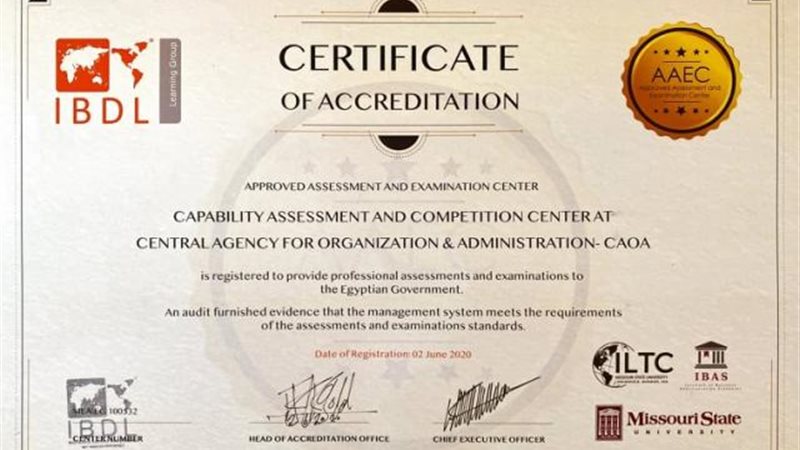 IBDL
Learning Group
CERTIFICATE
OF ACCREDITATION
AAEC
Examination Center
APPROVED ASSESSMENT AND EXAMINATION CENTER
CAPABILITY ASSESSMENT AND COMPETITION CENTER AT
CENTRAL AGENCY FOR ORGANIZATION & ADMINISTRATION- CAOA
is registered to provide professional assessments and examinations to
the Egyptian Government.
An audit furnished evidence that the management system meets the requirements
of the assessments and examinations standards.
Date of Registration: 02 June 2020
ILTC
IBAS
IBDL
CENTER NUMBER
HEAD OF ACCREDITATION OFFICE
CHIEF EXECUTIVE OFFICER
Missouri State
UNIVERSITY